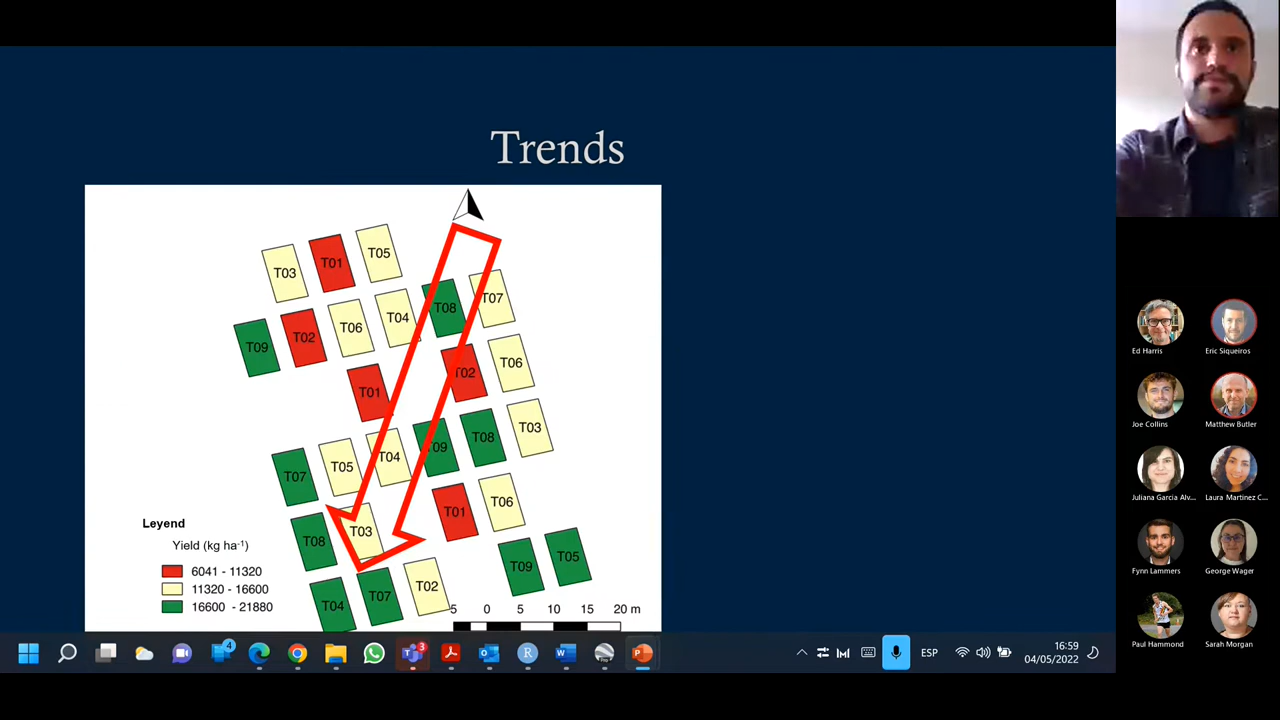 Trends
T03 T01 T05
T09 T02 T06 T04 T08 T07
T01 T02 T06
T07 T05 T04 T09 T08 T03
T08 T03 T01 T06
T04 T07 T02 T09 T05
Leyend
Yield (kg ha-1)
6041 - 11320
11320 - 16600
16600 - 21880
5 0 5 10 15 20 m
Ed Harris
Eric Siqueiros
Joe Collins
Matthew Butler
Juliana Garcia Alv...
Laura Martinez C...
Fynn Lammers
George Wager
Paul Hammond
Sarah Morgan
4
3
R
W
Pro
P
ESP
16:59
04/05/2022